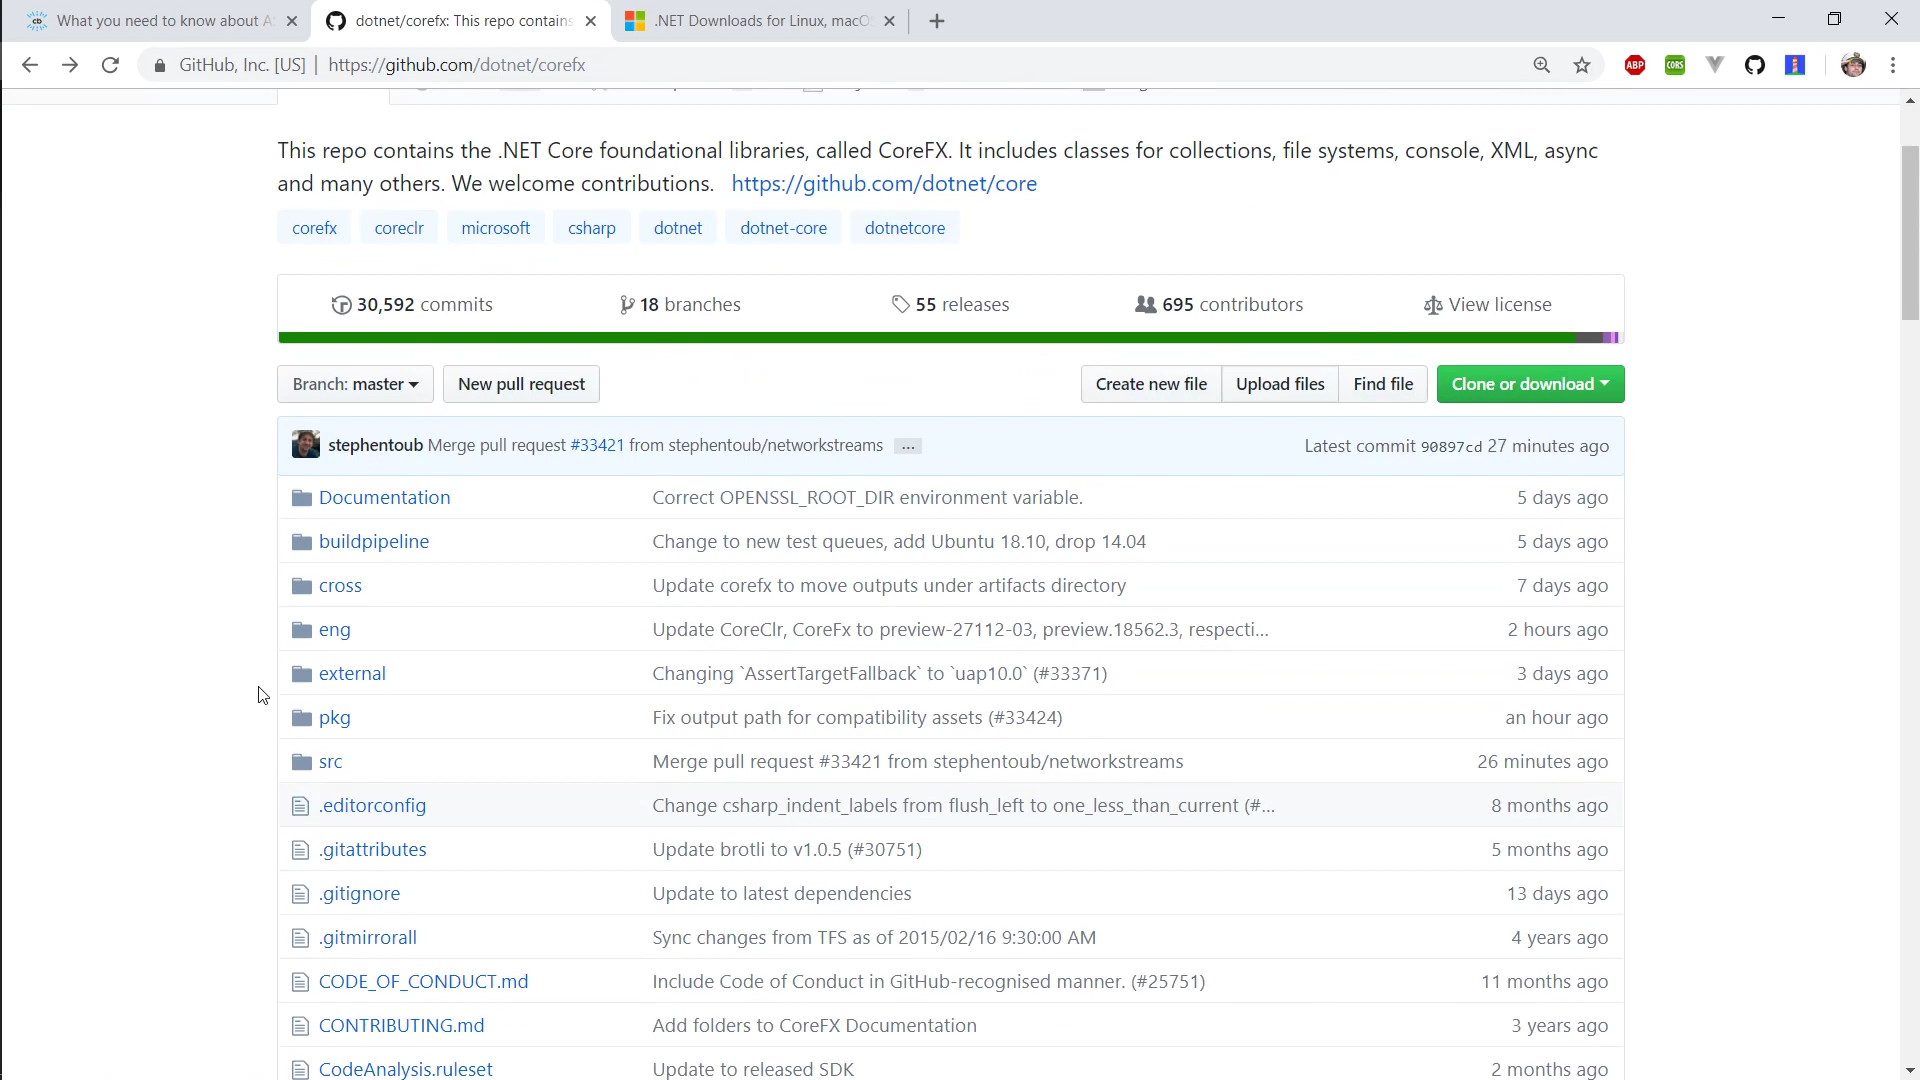 What you need to know about A
dotnet/corefx: This repo contains
.NET Downloads for Linux, macO
GitHub, Inc. [US] | https://github.com/dotnet/corefx
ABP
CORS
This repo contains the .NET Core foundational libraries, called CoreFX. It includes classes for collections, file systems, console, XML, async
and many others. We welcome contributions. https://github.com/dotnet/core
corefx coreclr microsoft csharp dotnet dotnet-core dotnetcore
30,592 commits 18 branches 55 releases 695 contributors View license
Branch: master New pull request Create new file Upload files Find file Clone or download
stephentoub Merge pull request #33421 from stephentoub/networkstreams ... Latest commit 90897cd 27 minutes ago
Documentation Correct OPENSSL_ROOT_DIR environment variable. 5 days ago
buildpipeline Change to new test queues, add Ubuntu 18.10, drop 14.04 5 days ago
cross Update corefx to move outputs under artifacts directory 7 days ago
eng Update CoreClr, CoreFx to preview-27112-03, preview.18562.3, respecti... 2 hours ago
external Changing `AssertTargetFallback` to `uap10.0` (#33371) 3 days ago
pkg Fix output path for compatibility assets (#33424) an hour ago
src Merge pull request #33421 from stephentoub/networkstreams 26 minutes ago
.editorconfig Change csharp_indent_labels from flush_left to one_less_than_current (#... 8 months ago
.gitattributes Update brotli to v1.0.5 (#30751) 5 months ago
.gitignore Update to latest dependencies 13 days ago
.gitmirrorall Sync changes from TFS as of 2015/02/16 9:30:00 AM 4 years ago
CODE_OF_CONDUCT.md Include Code of Conduct in GitHub-recognised manner. (#25751) 11 months ago
CONTRIBUTING.md Add folders to CoreFX Documentation 3 years ago
CodeAnalysis.ruleset Update to released SDK 2 months ago